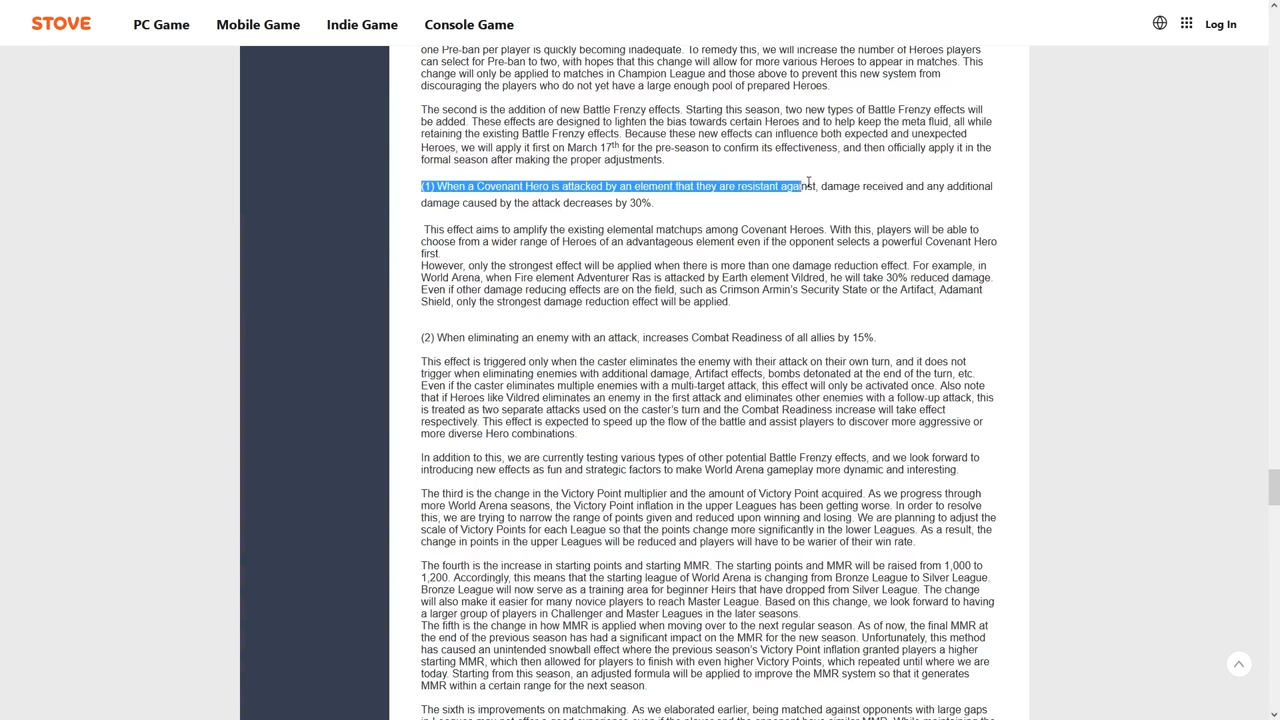 STOVE PC Game Mobile Game Indie Game Console Game Log In
one Pre-ban per player is quickly becoming inadequate. To remedy this, we will increase the number of Heroes players
can select for Pre-ban to two, with hopes that this change will allow for more various Heroes to appear in matches. This
change will only be applied to matches in Champion League and those above to prevent this new system from
discouraging the players who do not yet have a large enough pool of prepared Heroes.
The second is the addition of new Battle Frenzy effects. Starting this season, two new types of Battle Frenzy effects will
be added. These effects are designed to lighten the bias towards certain Heroes and to help keep the meta fluid, all while
retaining the existing Battle Frenzy effects. Because these new effects can influence both expected and unexpected
Heroes, we will apply it first on March 17th for the pre-season to confirm its effectiveness, and then officially apply it in the
formal season after making the proper adjustments.
(1) When a Covenant Hero is attacked by an element that they are resistant against, damage received and any additional
damage caused by the attack decreases by 30%.
This effect aims to amplify the existing elemental matchups among Covenant Heroes. With this, players will be able to
choose from a wider range of Heroes of an advantageous element even if the opponent selects a powerful Covenant Hero
first.
However, only the strongest effect will be applied when there is more than one damage reduction effect. For example, in
World Arena, when Fire element Adventurer Ras is attacked by Earth element Vildred, he will take 30% reduced damage.
Even if other damage reducing effects are on the field, such as Crimson Armin's Security State or the Artifact, Adamant
Shield, only the strongest damage reduction effect will be applied.
(2) When eliminating an enemy with an attack, increases Combat Readiness of all allies by 15%.
This effect is triggered only when the caster eliminates the enemy with their attack on their own turn, and it does not
trigger when eliminating enemies with additional damage, Artifact effects, bombs detonated at the end of the turn, etc.
Even if the caster eliminates multiple enemies with a multi-target attack, this effect will only be activated once. Also note
that if Heroes like Vildred eliminates an enemy in the first attack and eliminates other enemies with a follow-up attack, this
is treated as two separate attacks used on the caster's turn and the Combat Readiness increase will take effect
respectively. This effect is expected to speed up the flow of the battle and assist players to discover more aggressive or
more diverse Hero combinations.
In addition to this, we are currently testing various types of other potential Battle Frenzy effects, and we look forward to
introducing new effects as fun and strategic factors to make World Arena gameplay more dynamic and interesting.
The third is the change in the Victory Point multiplier and the amount of Victory Point acquired. As we progress through
more World Arena seasons, the Victory Point inflation in the upper Leagues has been getting worse. In order to resolve
this, we are trying to narrow the range of points given and reduced upon winning and losing. We are planning to adjust the
scale of Victory Points for each League so that the points change more significantly in the lower Leagues. As a result, the
change in points in the upper Leagues will be reduced and players will have to be warier of their win rate.
The fourth is the increase in starting points and starting MMR. The starting points and MMR will be raised from 1,000 to
1,200. Accordingly, this means that the starting league of World Arena is changing from Bronze League to Silver League.
Bronze League will now serve as a training area for beginner Heirs that have dropped from Silver League. The change
will also make it easier for many novice players to reach Master League. Based on this change, we look forward to having
a larger group of players in Challenger and Master Leagues in the later seasons.
The fifth is the change in how MMR is applied when moving over to the next regular season. As of now, the final MMR at
the end of the previous season has had a significant impact on the MMR for the new season. Unfortunately, this method
has caused an unintended snowball effect where the previous season's Victory Point inflation granted players a higher
starting MMR, which then allowed for players to finish with even higher Victory Points, which repeated until where we are
today. Starting from this season, an adjusted formula will be applied to improve the MMR system so that it generates
MMR within a certain range for the next season.
The sixth is improvements on matchmaking. As we elaborated earlier, being matched against opponents with large gaps